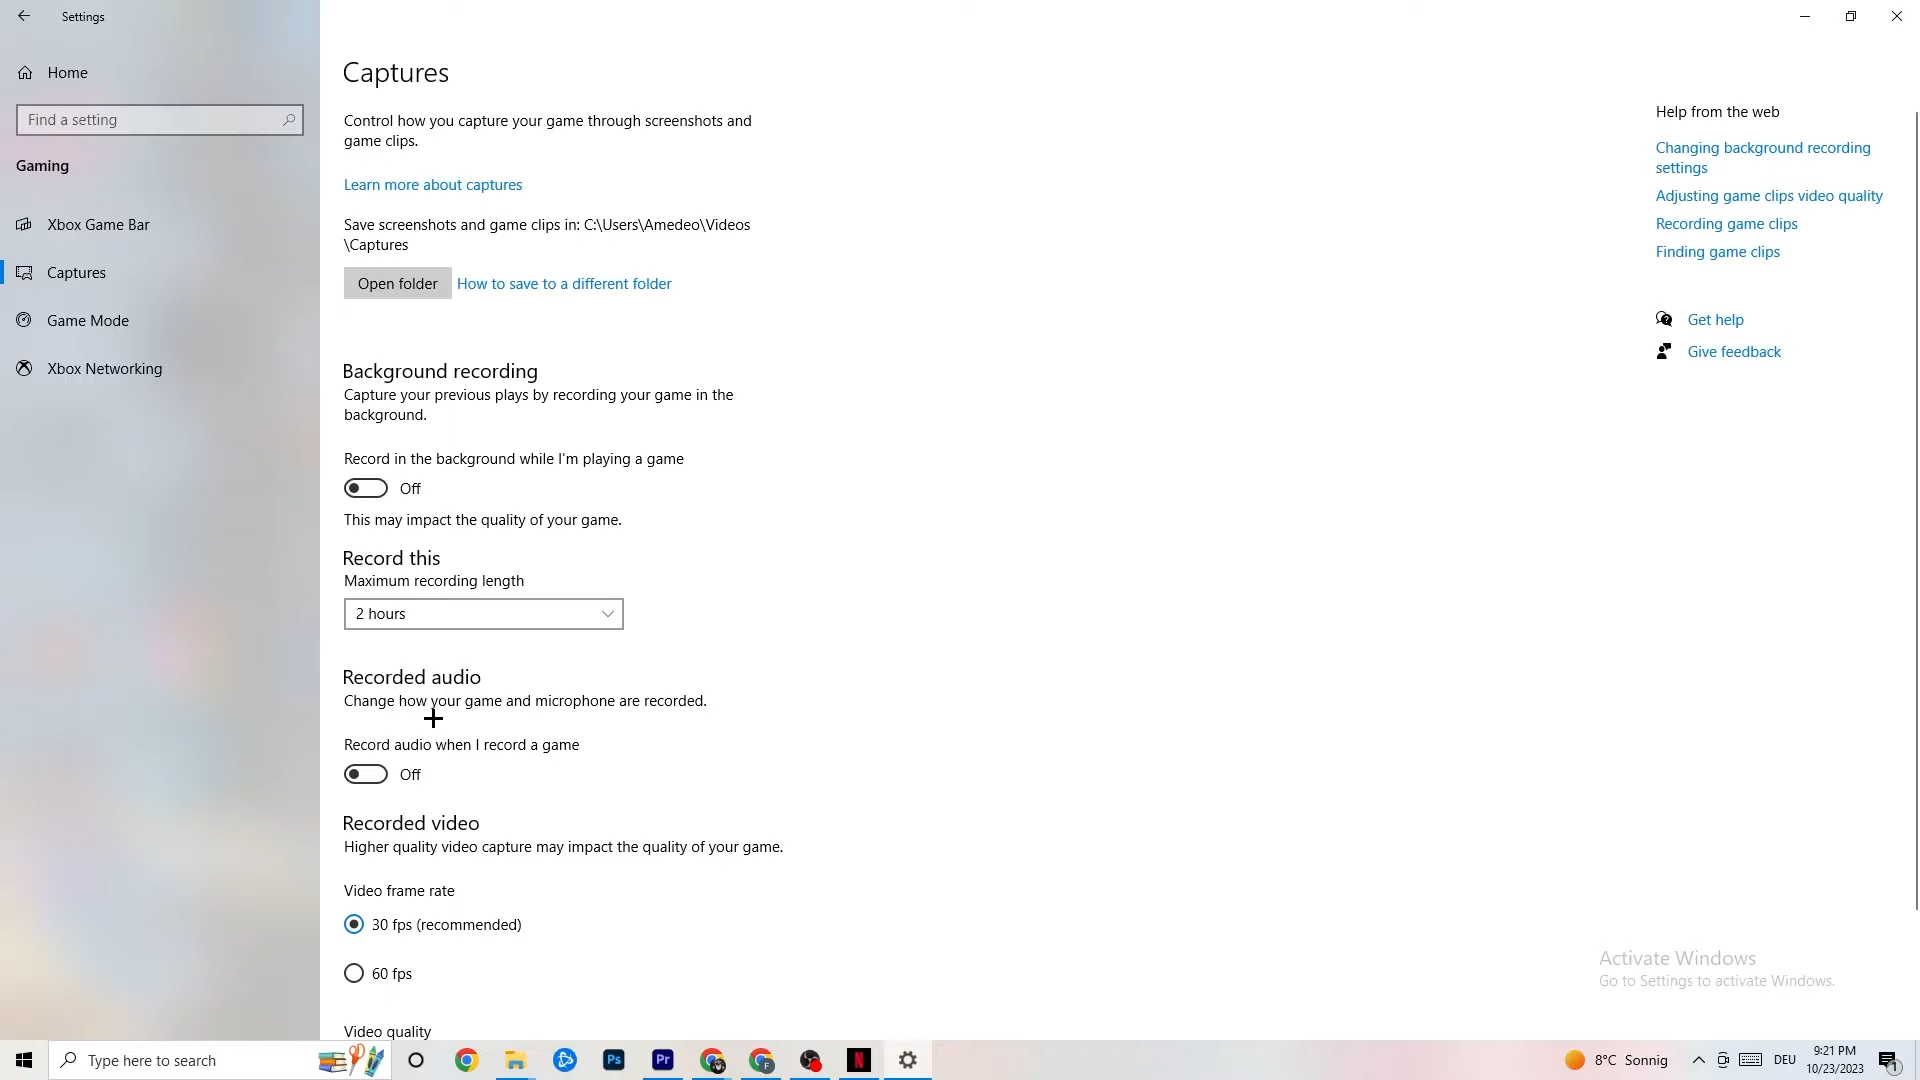 Settings
Home
Find a setting
Gaming
Xbox Game Bar
Captures
Game Mode
Xbox Networking
Captures
Control how you capture your game through screenshots and
game clips.
Learn more about captures
Save screenshots and game clips in: C:\Users\Amedeo\Videos
\Captures
Open folder
How to save to a different folder
Background recording
Capture your previous plays by recording your game in the
background.
Record in the background while I'm playing a game
Off
This may impact the quality of your game.
Record this
Maximum recording length
2 hours
Recorded audio
Change how your game and microphone are recorded.
Record audio when I record a game
Off
Recorded video
Higher quality video capture may impact the quality of your game.
Video frame rate
30 fps (recommended)
60 fps
Video quality
Help from the web
Changing background recording
settings
Adjusting game clips video quality
Recording game clips
Finding game clips
Get help
Give feedback
Activate Windows
Go to Settings to activate Windows.
Type here to search
Ps
Pr
F
N
8°C Sonnig
DEU
9:21 PM
10/23/2023
1